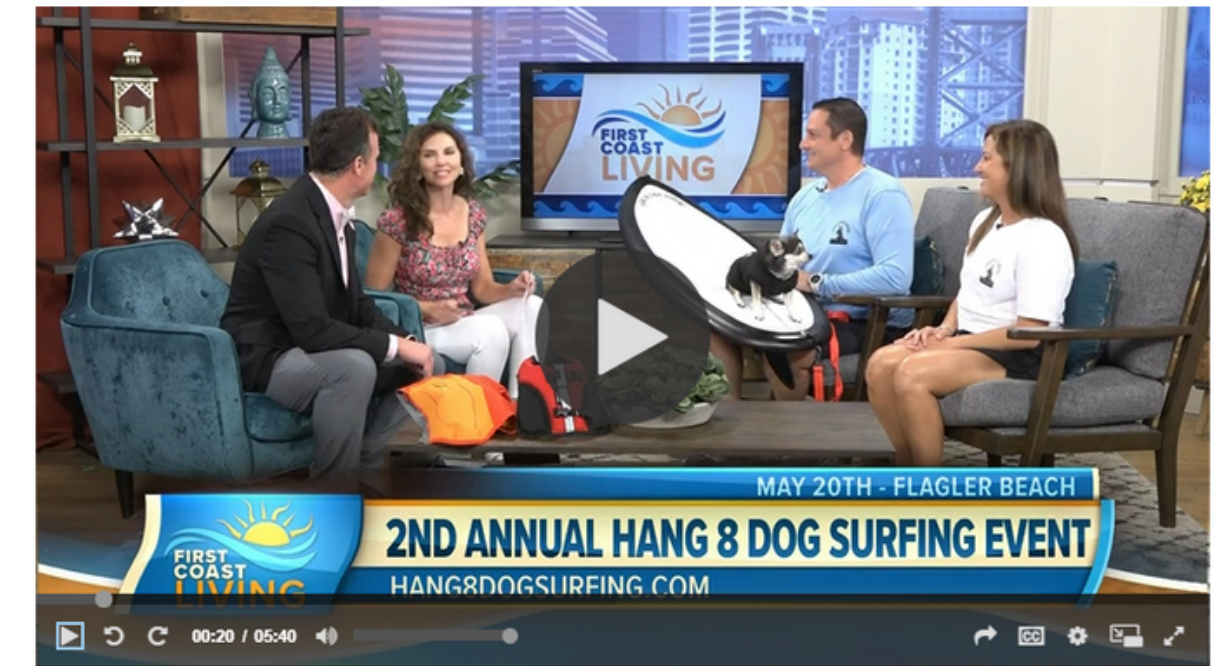 FIRST
COAST
LIVING
MAY 20TH - FLAGLER BEACH
2ND ANNUAL HANG 8 DOG SURFING EVENT
FIRST
COAST
LIVING
HANG8DOGSURFING.COM
00:20 / 05:40
CC